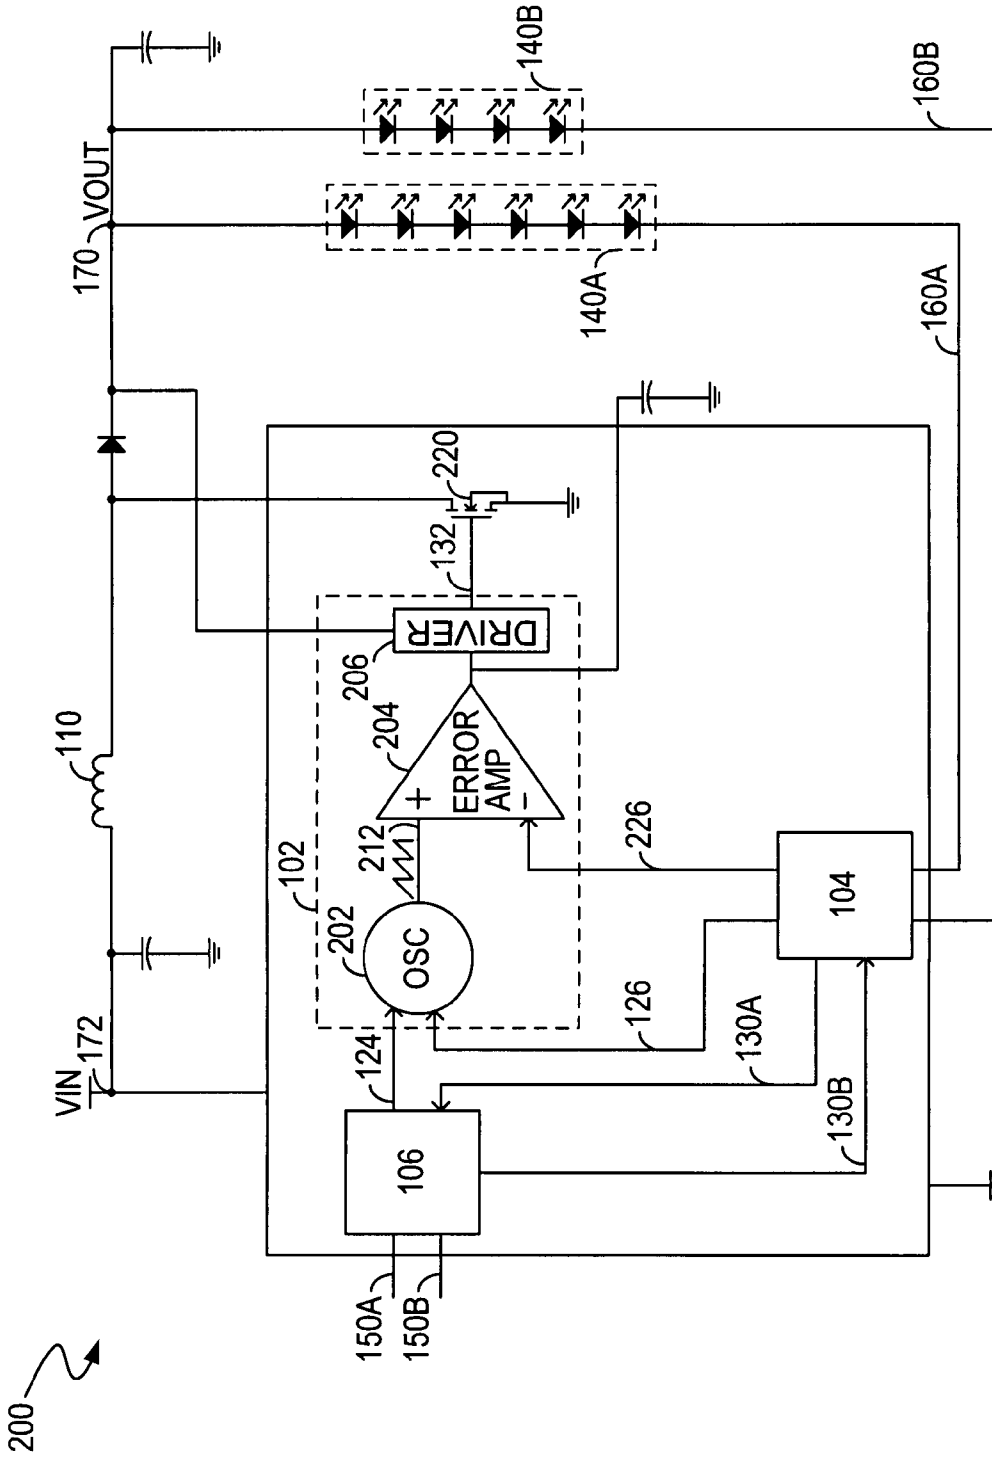 200
VIN
172
110
170
VOUT
150A
150B
106
124
102
202
OSC
212
204
ERROR
AMP
+
-
206
DRIVER
132
220
126
130A
130B
226
104
140A
140B
160A
160B